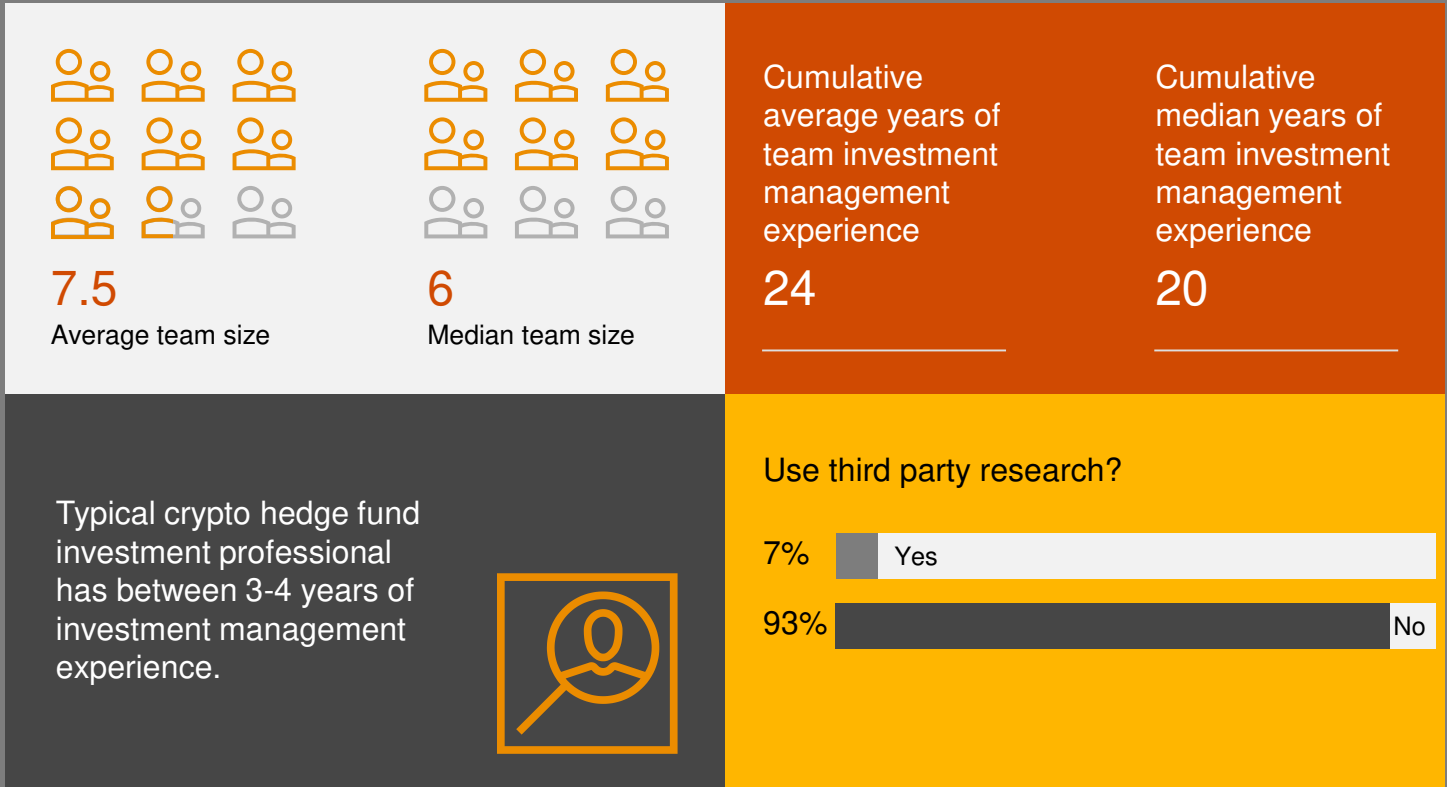 7.5
Average team size
6
Median team size
Cumulative
average years of
team investment
management
experience
24
Cumulative
median years of
team investment
management
experience
20
Typical crypto hedge fund
investment professional
has between 3-4 years of
investment management
experience.
Use third party research?
7% Yes
93% No